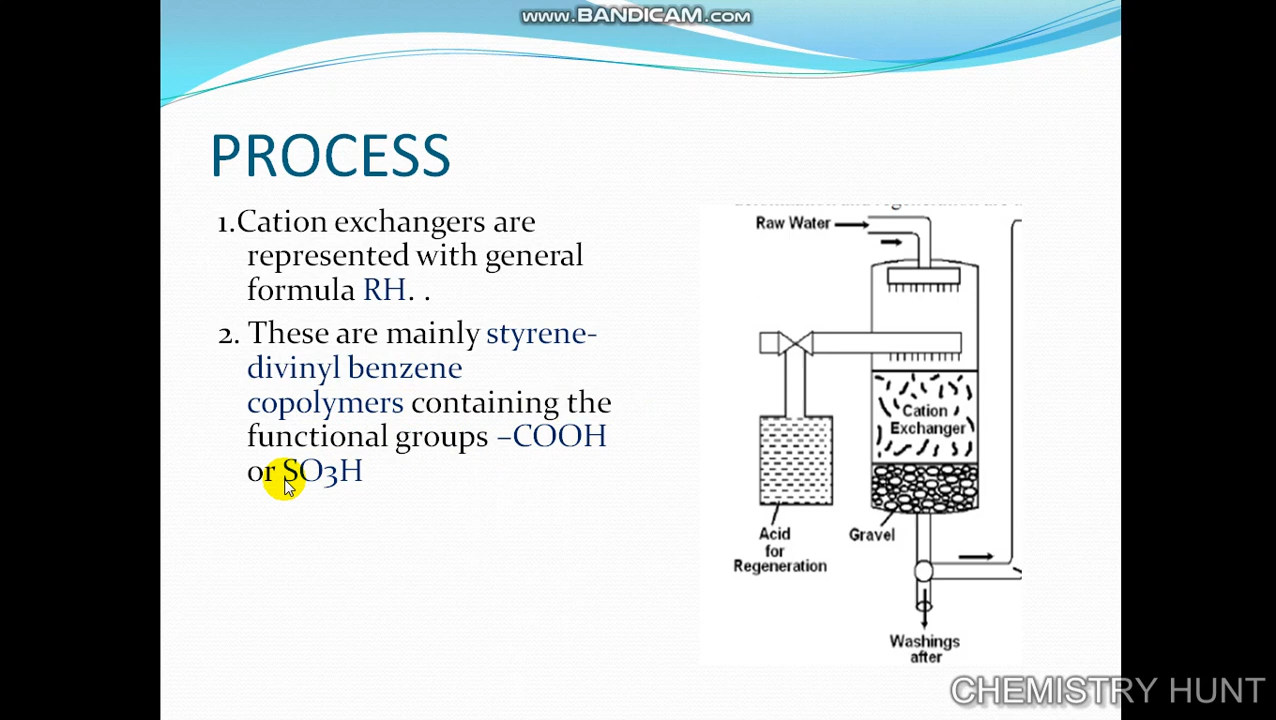 www.BANDICAM.com
PROCESS
1.Cation exchangers are
represented with general
formula RH. .
2. These are mainly styrene-
divinyl benzene
copolymers containing the
functional groups –COOH
or SO3H
Raw Water
Cation
Exchanger
Acid
for
Regeneration
Gravel
Washings
after
CHEMISTRY HUNT